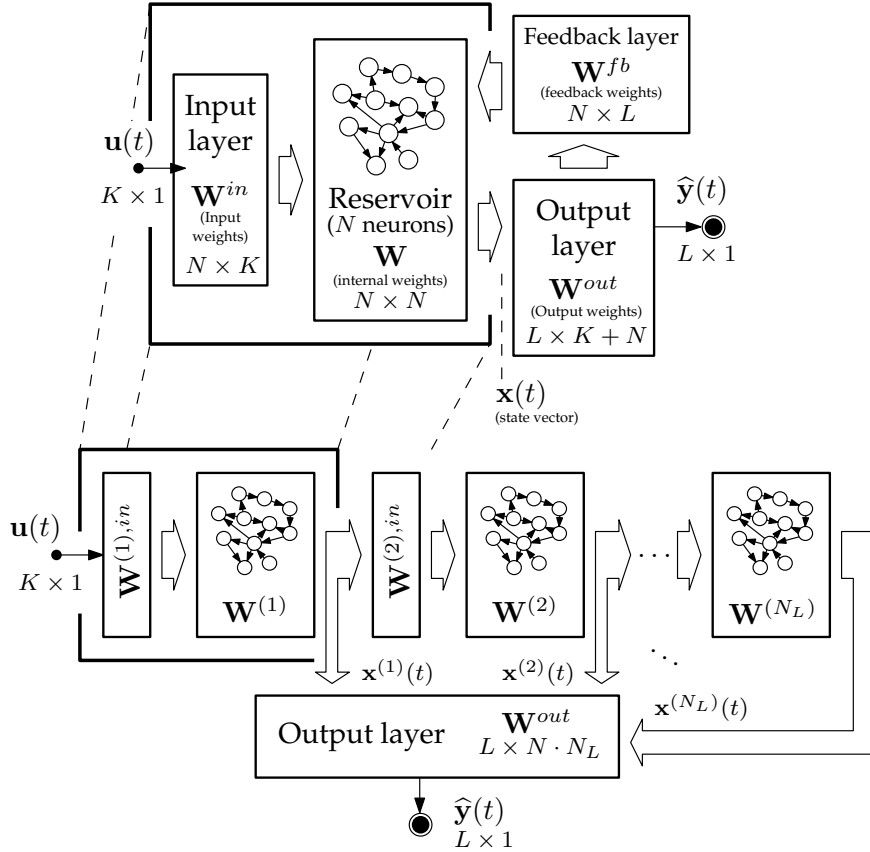 Input
layer
𝐖^{in}
(Input
weights)
N × K
𝐮(t)
K × 1
Reservoir
(N neurons)
𝐖
(internal weights)
N × N
Feedback layer
𝐖^{fb}
(feedback weights)
N × L
Output
layer
𝐖^{out}
(Output weights)
L × K + N
ŷ(t)
L × 1
𝐱(t)
(state vector)
𝐮(t)
K × 1
𝐖^{(1),in}
𝐖^{(1)}
𝐖^{(2),in}
𝐖^{(2)}
...
𝐖^{(N_L)}
𝐱^{(1)}(t)
𝐱^{(2)}(t)
...
𝐱^{(N_L)}(t)
Output layer
𝐖^{out}
L × N · N_L
ŷ(t)
L × 1